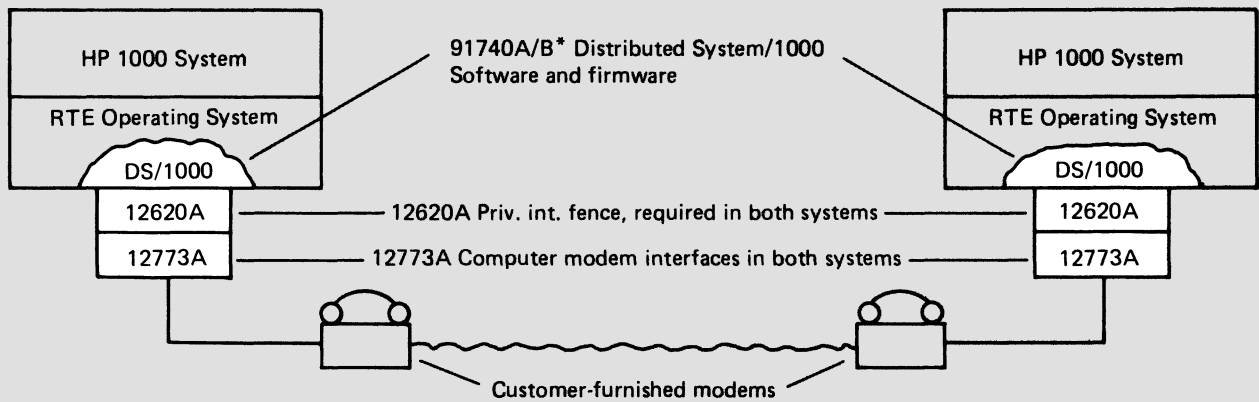 HP 1000 System
RTE Operating System
DS/1000
12620A
12773A
91740A/B* Distributed System/1000
Software and firmware
12620A Priv. int. fence, required in both systems
12773A Computer modem interfaces in both systems
Customer-furnished modems
HP 1000 System
RTE Operating System
DS/1000
12620A
12773A